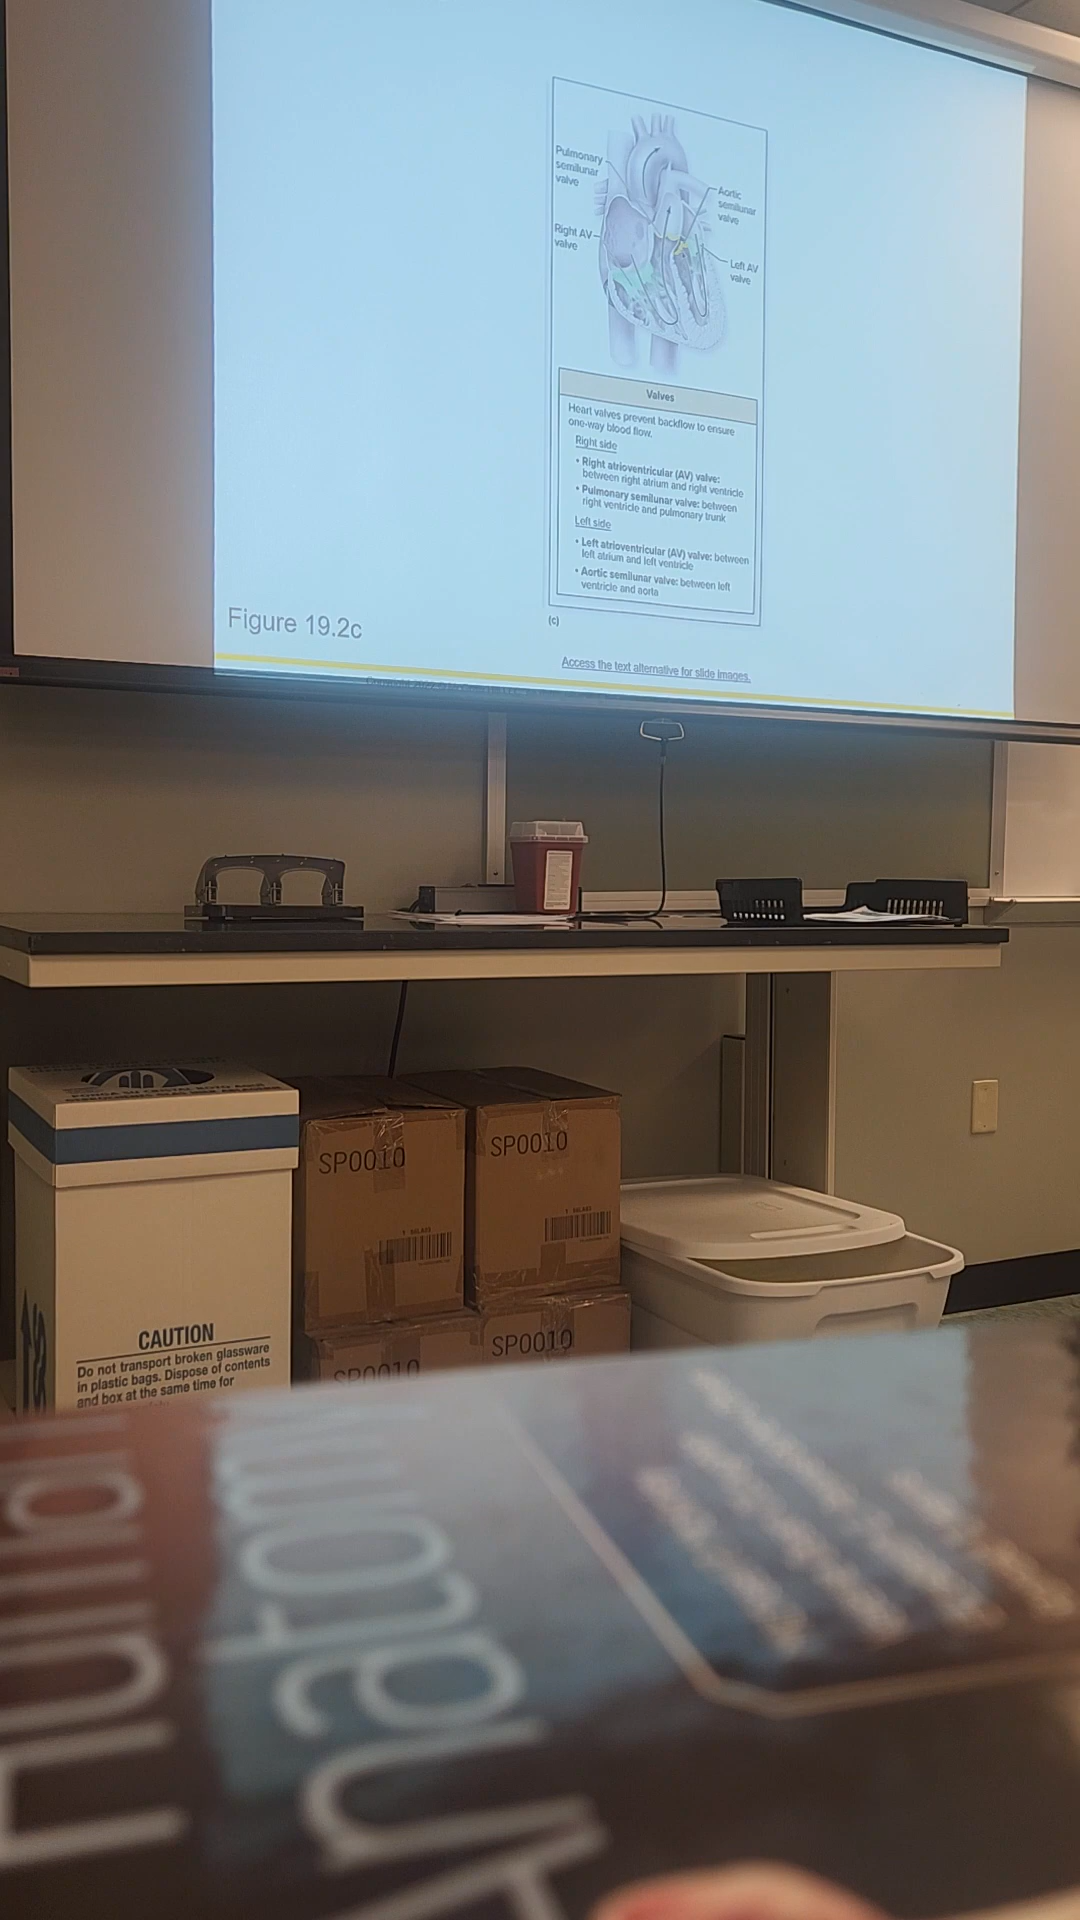 Pulmonary
semilunar
valve
Aortic
semilunar
valve
Right AV
valve
Left AV
valve
Valves
Heart valves prevent backflow to ensure
one-way blood flow.
Right side
• Right atrioventricular (AV) valve:
between right atrium and right ventricle
• Pulmonary semilunar valve: between
right ventricle and pulmonary trunk
Left side
• Left atrioventricular (AV) valve: between
left atrium and left ventricle
• Aortic semilunar valve: between left
ventricle and aorta
(c)
Figure 19.2c
Access the text alternative for slide images.
SP0010
SP0010
SP0010
SP0010
CAUTION
Do not transport broken glassware
in plastic bags. Dispose of contents
and box at the same time for
Human
Anatomy